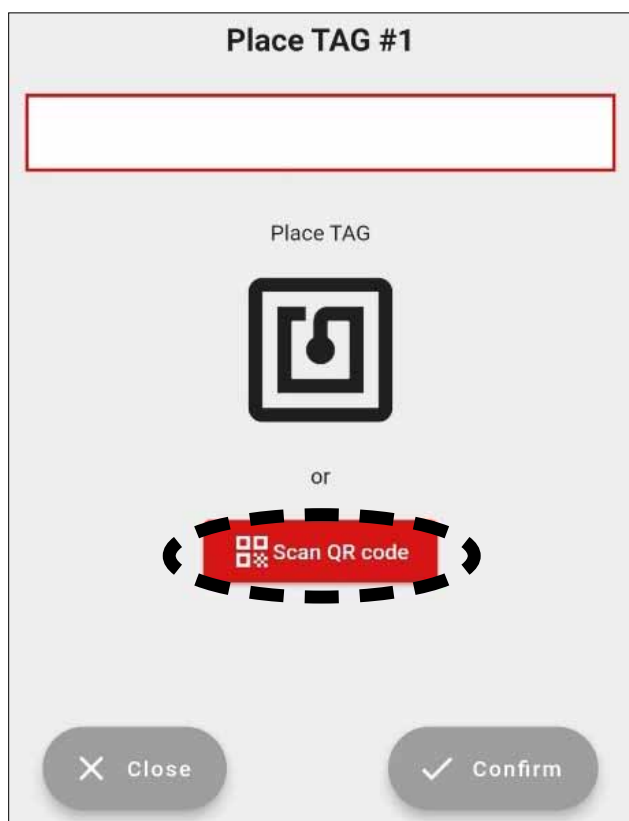 Place TAG #1
Place TAG
or
Scan QR code
Close
Confirm